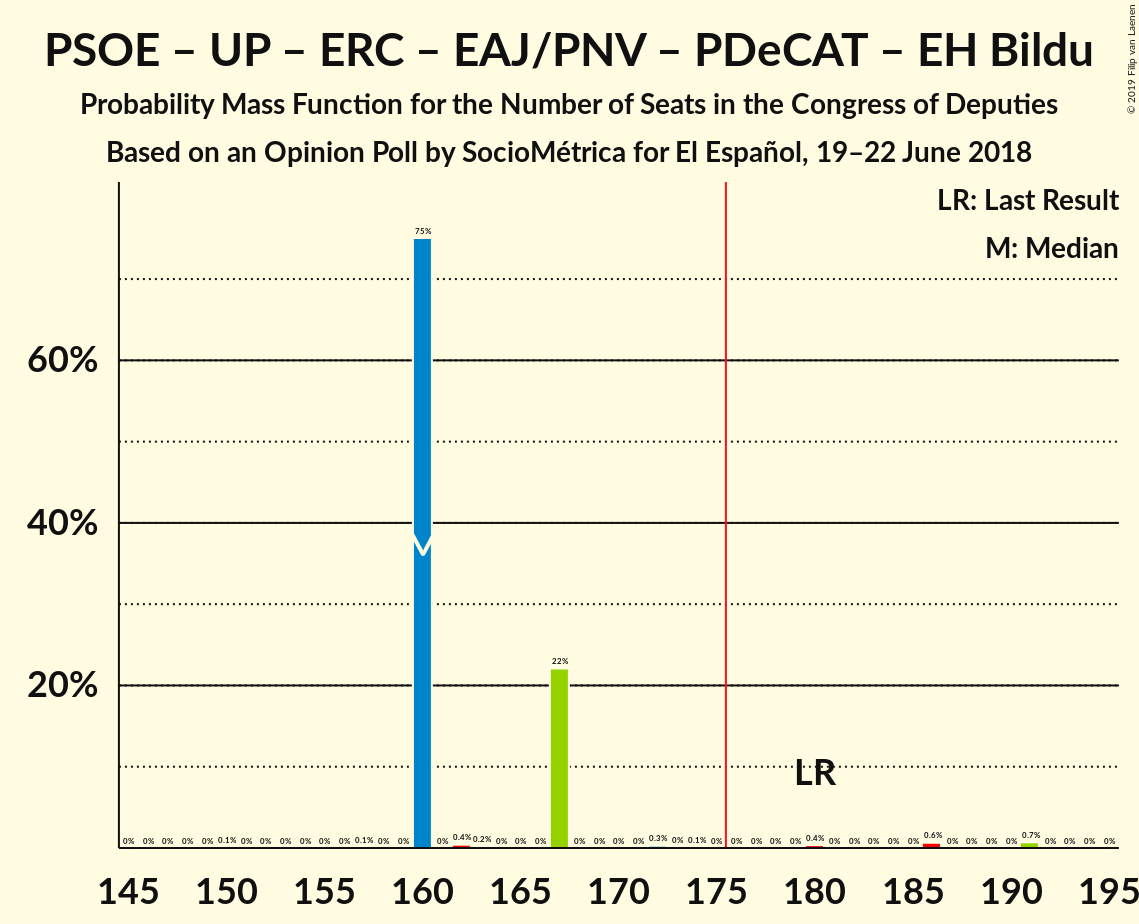 PSOE – UP – ERC – EAJ/PNV – PDeCAT – EH Bildu
Probability Mass Function for the Number of Seats in the Congress of Deputies
Based on an Opinion Poll by SocioMétrica for El Español, 19–22 June 2018
© 2019 Filip van Laenen
LR: Last Result
M: Median
75%
60%
40%
22%
20%
LR
0% 0% 0% 0% 0% 0.1% 0% 0% 0% 0% 0% 0% 0.1% 0% 0% 0% 0.4% 0.2% 0% 0% 0% 0% 0% 0% 0% 0.3% 0% 0.1% 0% 0% 0% 0% 0% 0.4% 0% 0% 0% 0% 0% 0.6% 0% 0% 0% 0% 0.7% 0% 0% 0% 0%
145 150 155 160 165 170 175 180 185 190 195